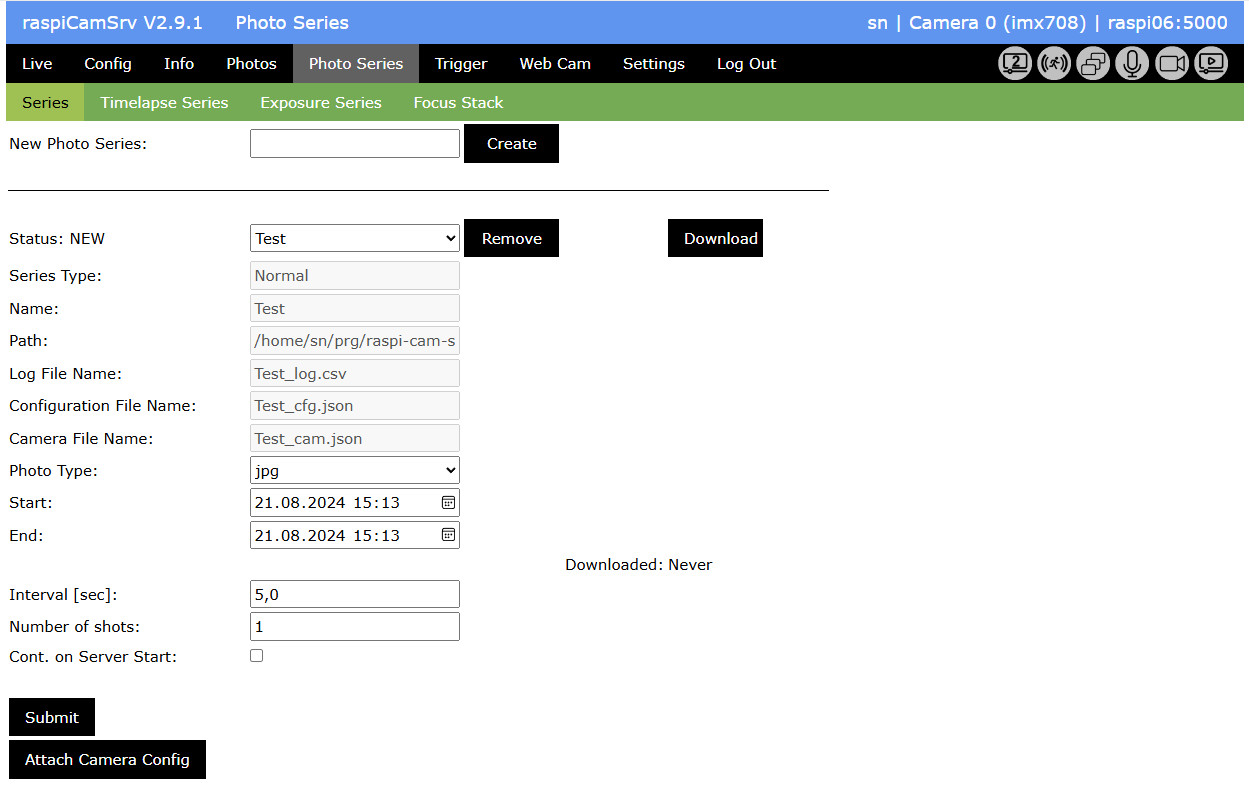 raspiCamSrv V2.9.1 Photo Series sn | Camera 0 (imx708) | raspi06:5000
Live Config Info Photos Photo Series Trigger Web Cam Settings Log Out 2
Series Timelapse Series Exposure Series Focus Stack
New Photo Series: Create
Status: NEW Test Remove Download
Series Type: Normal
Name: Test
Path: /home/sn/prg/raspi-cam-s
Log File Name: Test_log.csv
Configuration File Name: Test_cfg.json
Camera File Name: Test_cam.json
Photo Type: jpg
Start: 21.08.2024 15:13
End: 21.08.2024 15:13
Downloaded: Never
Interval [sec]: 5,0
Number of shots: 1
Cont. on Server Start:
Submit
Attach Camera Config